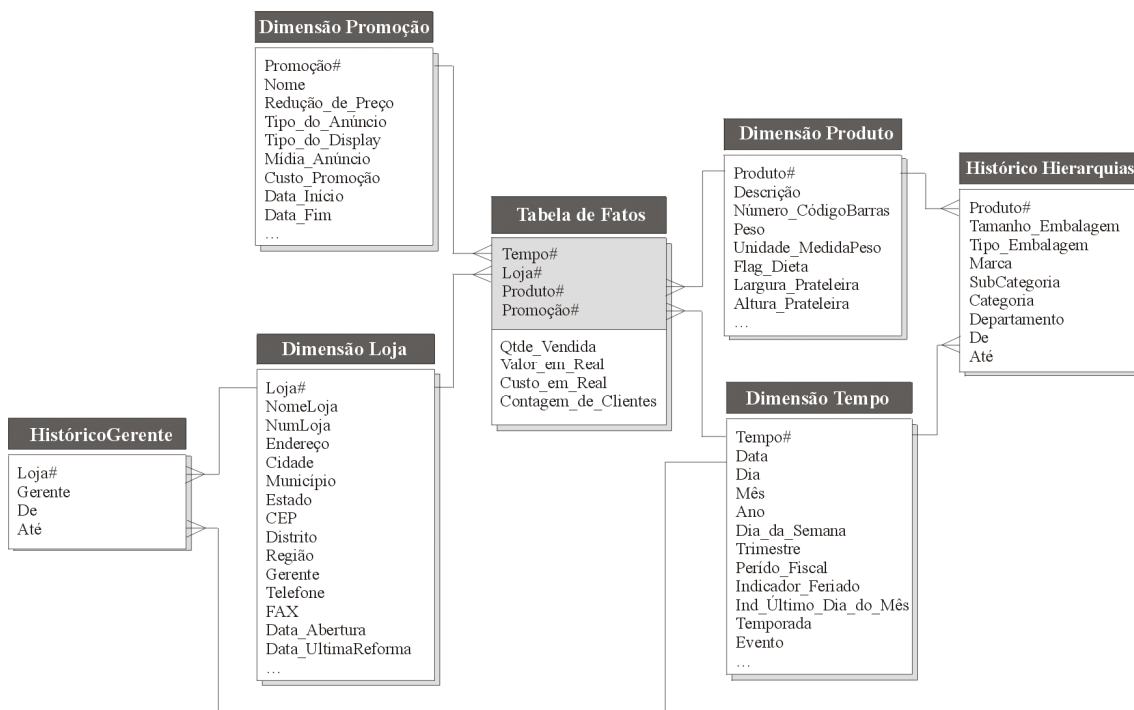 Dimensão Promoção
Promoção#
Nome
Redução_de_Preço
Tipo_do_Anúncio
Tipo_do_Display
Mídia_Anúncio
Custo_Promoção
Data_Início
Data_Fim
...
Dimensão Produto
Produto#
Descrição
Número_CódigoBarras
Peso
Unidade_MedidaPeso
Flag_Dieta
Largura_Prateleira
Altura_Prateleira
...
Histórico Hierarquias
Produto#
Tamanho_Embalagem
Tipo_Embalagem
Marca
SubCategoria
Categoria
Departamento
De
Até
Tabela de Fatos
Tempo#
Loja#
Produto#
Promoção#
Qtde_Vendida
Valor_em_Real
Custo_em_Real
Contagem_de_Clientes
Dimensão Loja
Loja#
NomeLoja
NumLoja
Endereço
Cidade
Município
Estado
CEP
Distrito
Região
Gerente
Telefone
FAX
Data_Abertura
Data_UltimaReforma
...
HistóricoGerente
Loja#
Gerente
De
Até
Dimensão Tempo
Tempo#
Data
Dia
Mês
Ano
Dia_da_Semana
Trimestre
Perído_Fiscal
Indicador_Feriado
Ind_Último_Dia_do_Mês
Temporada
Evento
...